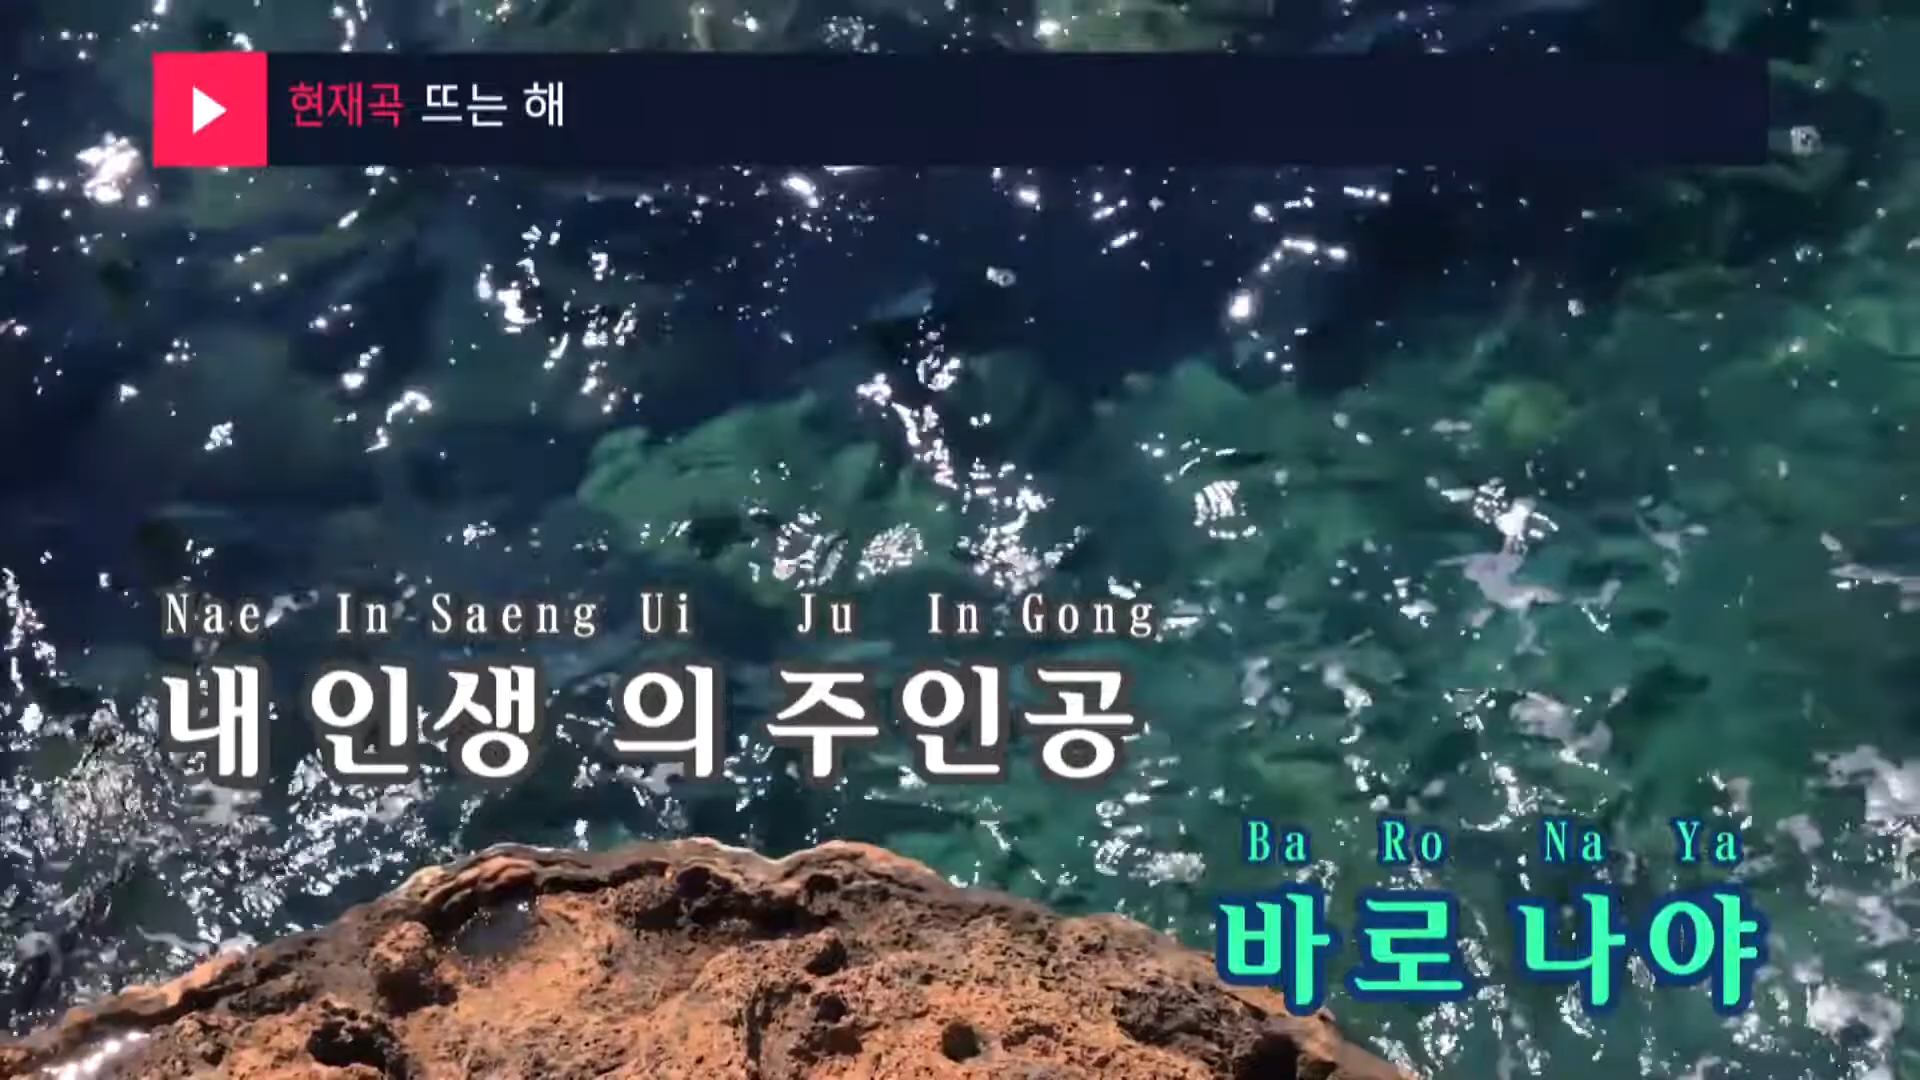 현재곡 뜨는 해
Nae In Saeng Ui Ju In Gong
내 인생 의 주인공
Ba Ro Na Ya
바로 나야